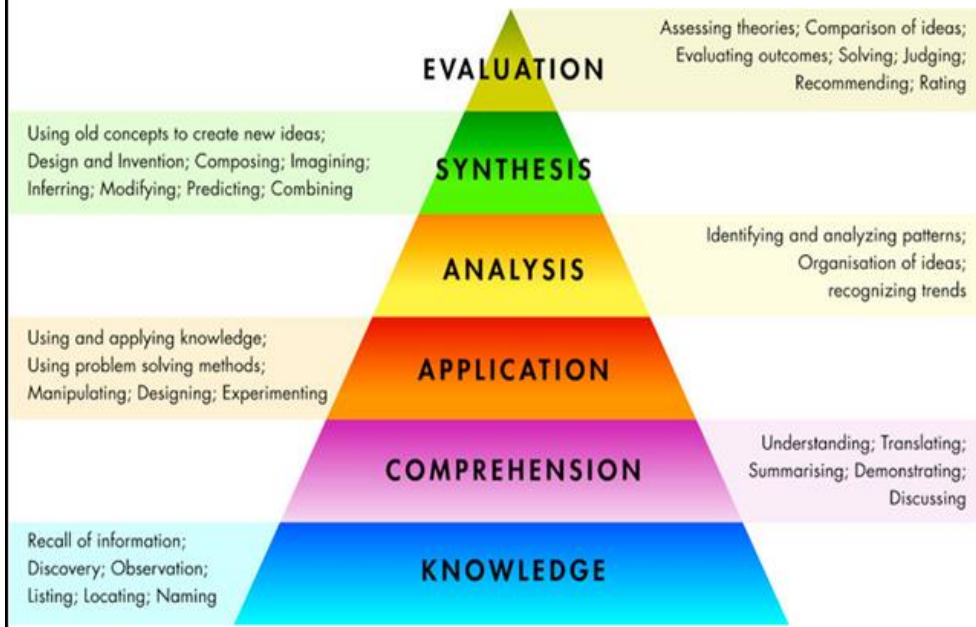 Assessing theories; Comparison of ideas;
Evaluating outcomes; Solving; Judging;
Recommending; Rating
EVALUATION
Using old concepts to create new ideas;
Design and Invention; Composing; Imagining;
Inferring; Modifying; Predicting; Combining
SYNTHESIS
Identifying and analyzing patterns;
Organisation of ideas;
recognizing trends
ANALYSIS
Using and applying knowledge;
Using problem solving methods;
Manipulating; Designing; Experimenting
APPLICATION
Understanding; Translating;
Summarising; Demonstrating;
Discussing
COMPREHENSION
Recall of information;
Discovery; Observation;
Listing; Locating; Naming
KNOWLEDGE